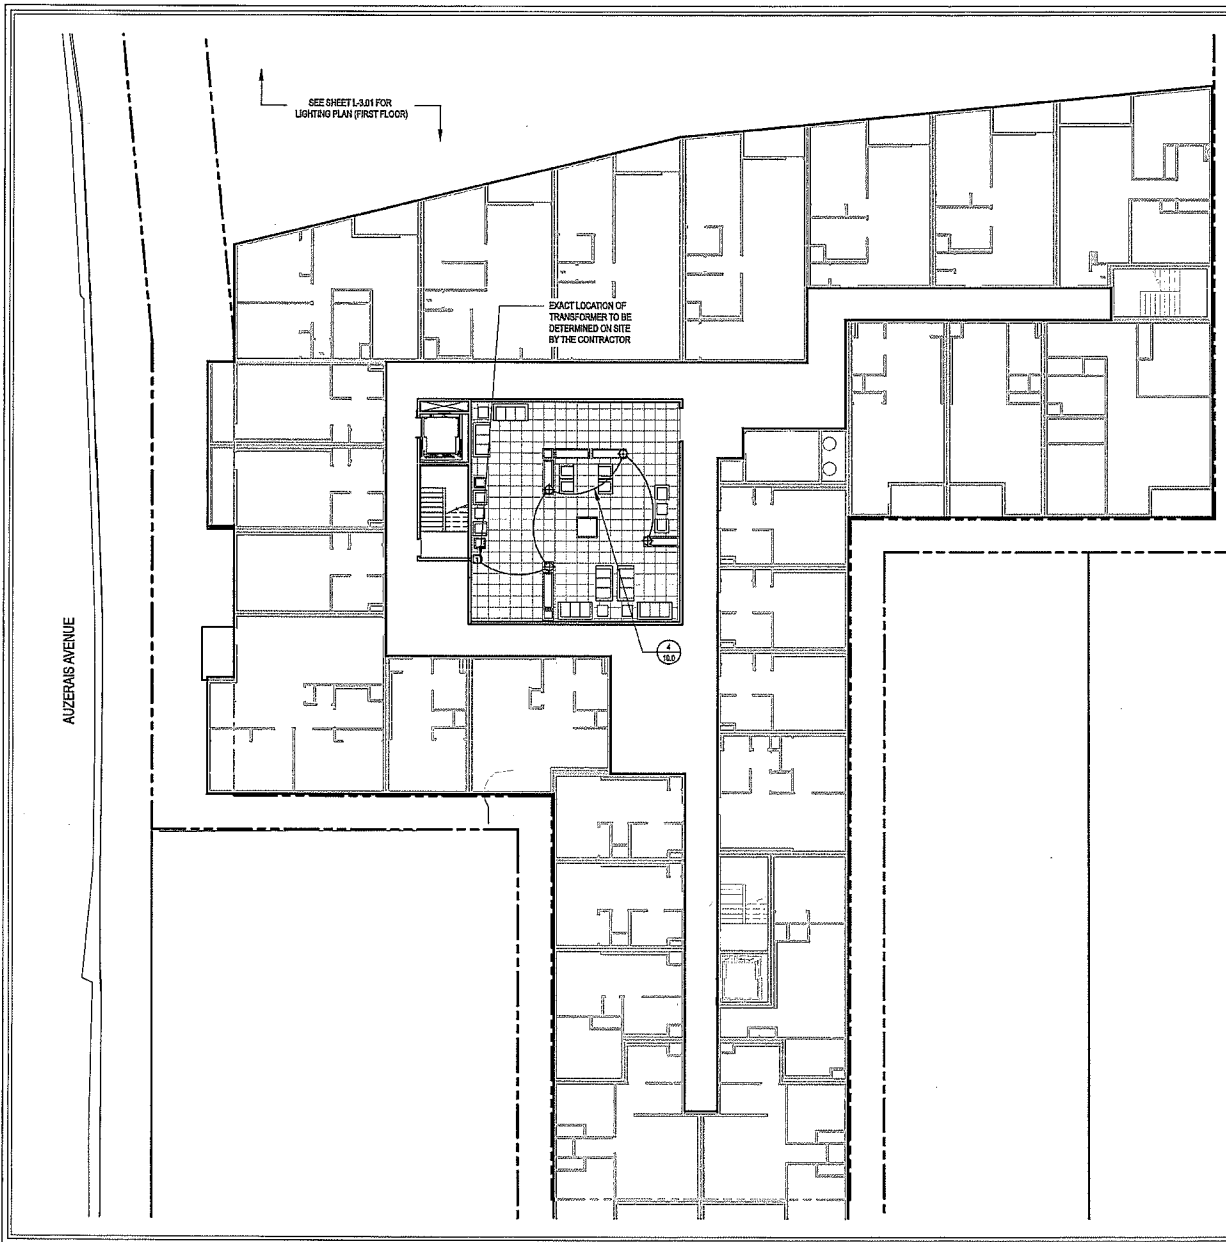 SEE SHEET L-3.01 FOR
LIGHTING PLAN (FIRST FLOOR)
EXACT LOCATION OF
TRANSFORMER TO BE
DETERMINED ON SITE
BY THE CONTRACTOR
4
10.0
AUZERAIS AVENUE